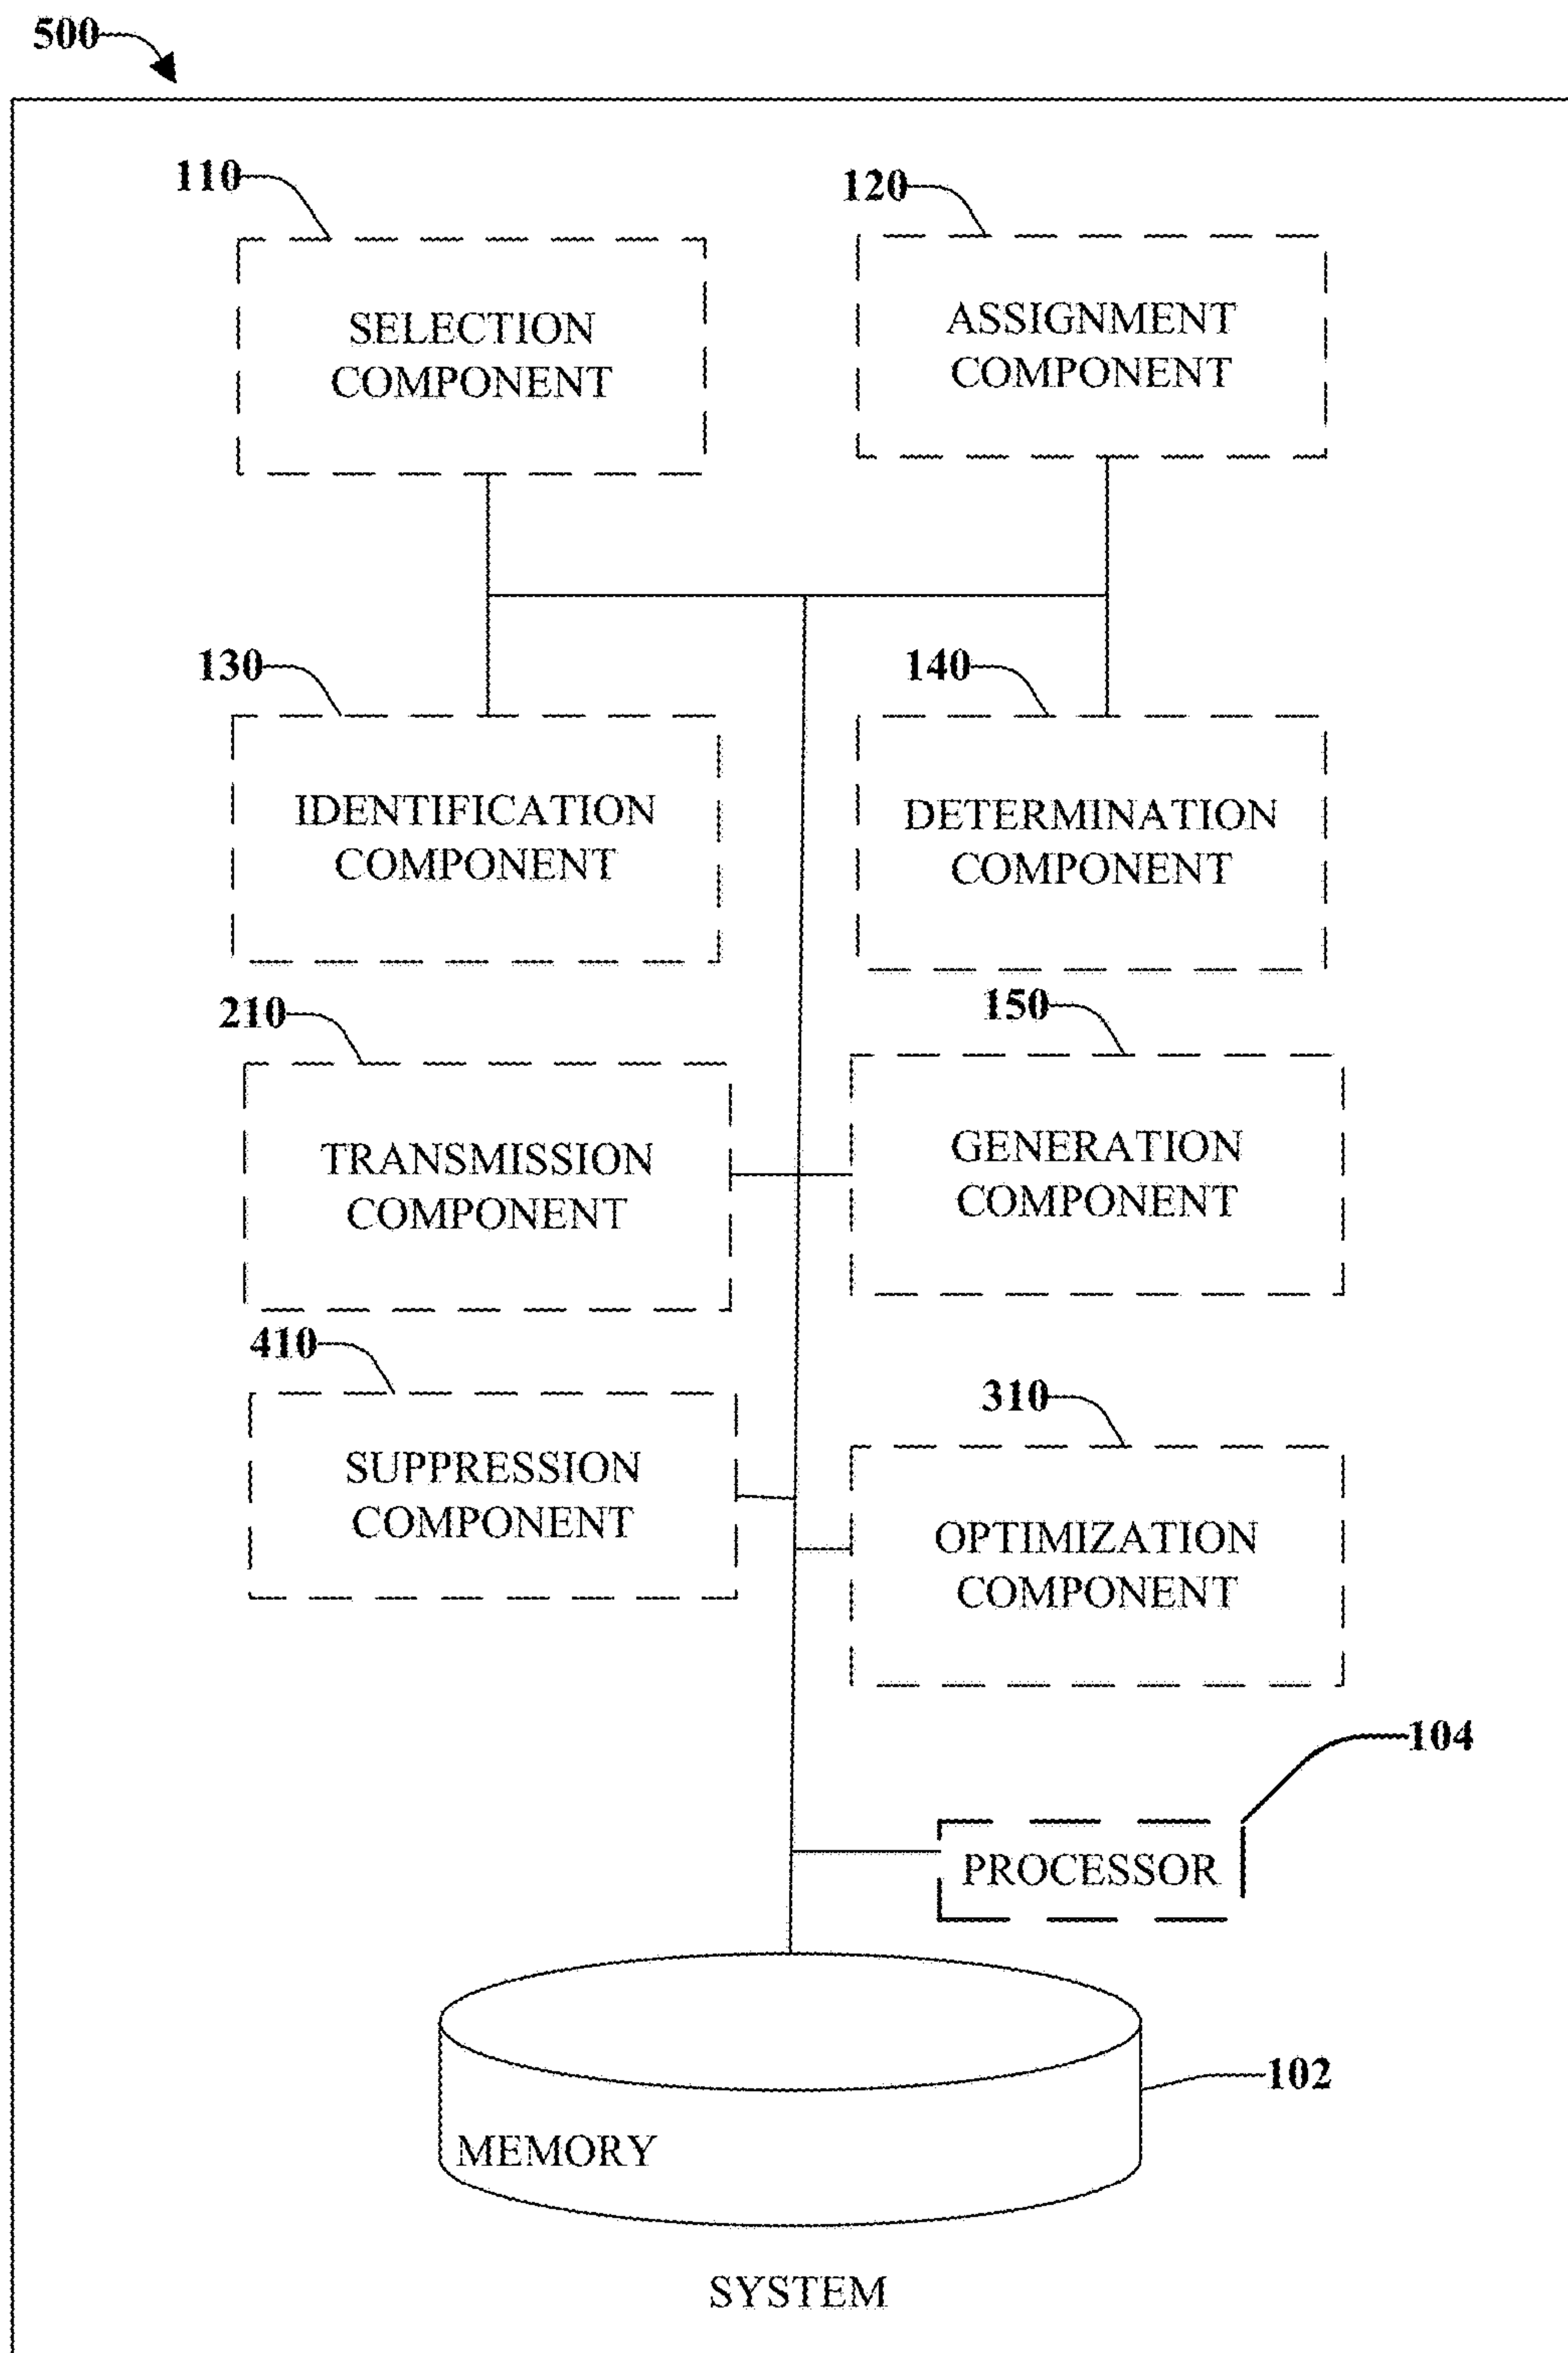 500
110
120
SELECTION
COMPONENT
ASSIGNMENT
COMPONENT
130
140
IDENTIFICATION
COMPONENT
DETERMINATION
COMPONENT
210
150
TRANSMISSION
COMPONENT
GENERATION
COMPONENT
410
310
SUPPRESSION
COMPONENT
OPTIMIZATION
COMPONENT
104
PROCESSOR
102
MEMORY
SYSTEM